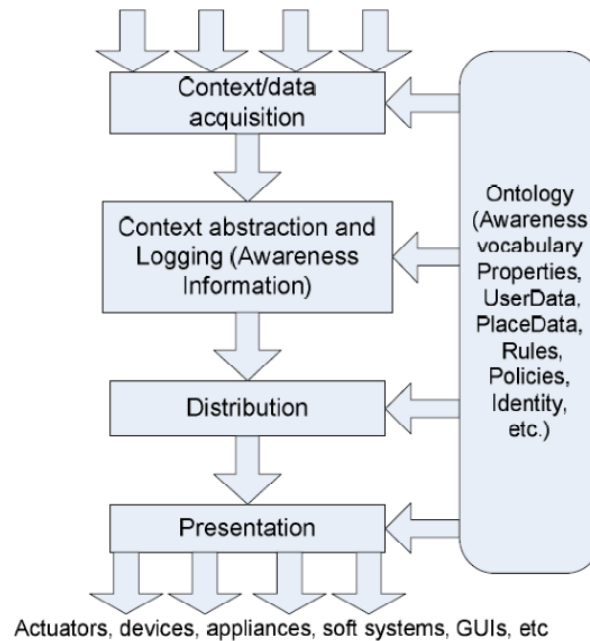 Context/data
acquisition
Context abstraction and
Logging (Awareness
Information)
Distribution
Presentation
Ontology
(Awareness
vocabulary
Properties,
UserData,
PlaceData,
Rules,
Policies,
Identity,
etc.)
Actuators, devices, appliances, soft systems, GUIs, etc